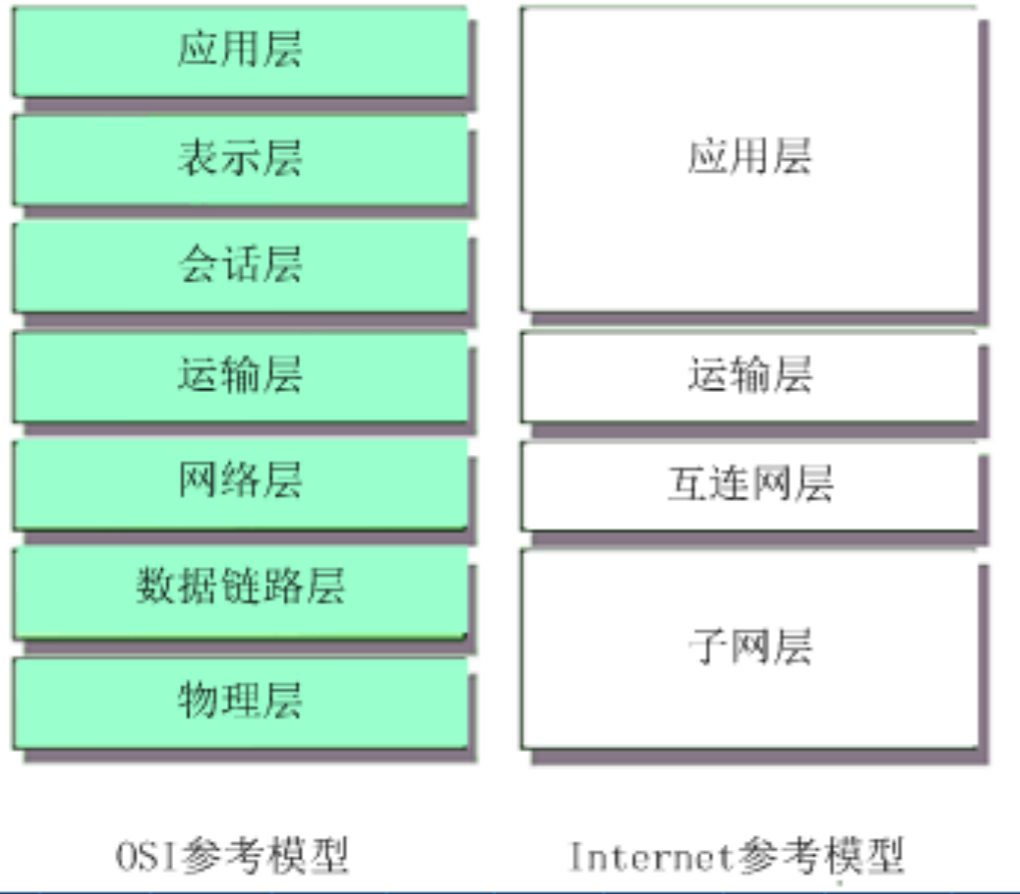 应用层
表示层
会话层
运输层
网络层
数据链路层
物理层
OSI参考模型
应用层
运输层
互连网层
子网层
Internet参考模型